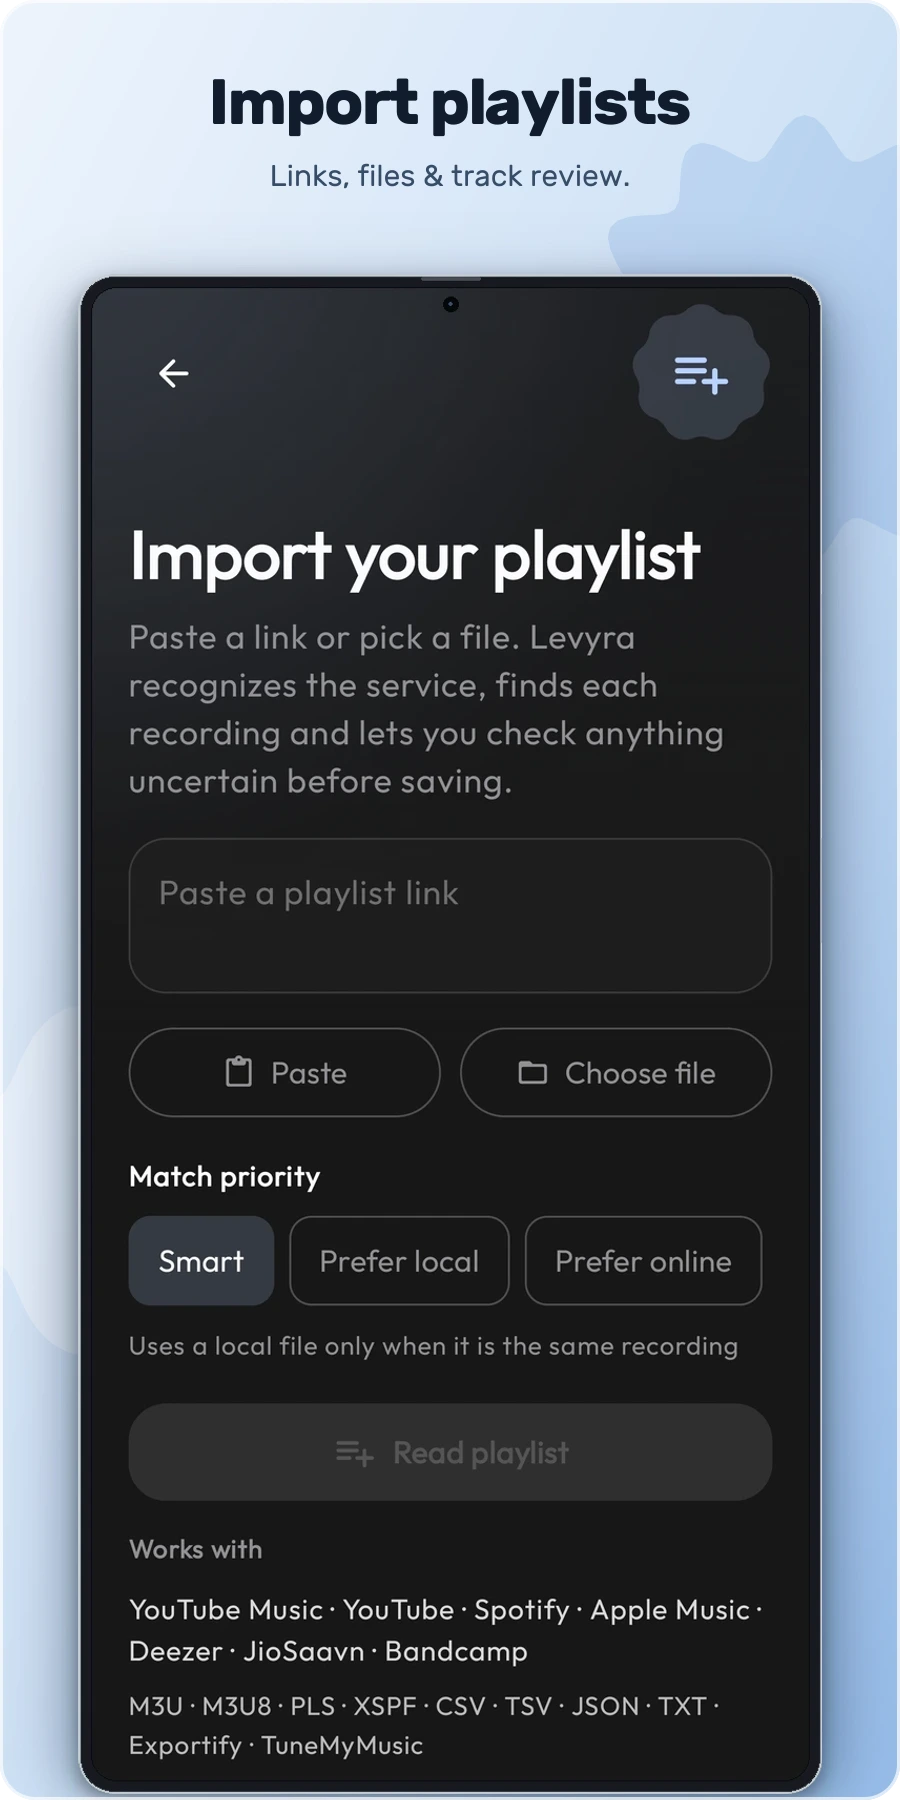 Import playlists
Links, files & track review.
Import your playlist
Paste a link or pick a file. Levyra
recognizes the service, finds each
recording and lets you check anything
uncertain before saving.
Paste a playlist link
Paste
Choose file
Match priority
Smart
Prefer local
Prefer online
Uses a local file only when it is the same recording
Read playlist
Works with
YouTube Music · YouTube · Spotify · Apple Music ·
Deezer · JioSaavn · Bandcamp
M3U · M3U8 · PLS · XSPF · CSV · TSV · JSON · TXT ·
Exportify · TuneMyMusic